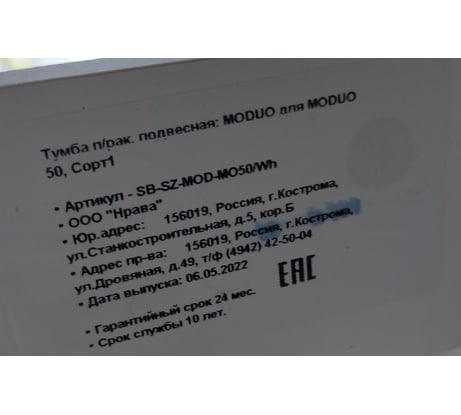 Тумба п/рак. подвесная: MODUO для MODUO
50, Сорт1
• Артикул - SB-SZ-MOD-MO50/Wh
• ООО "Нрава"
• Юр.адрес: 156019, Россия, г.Кострома,
ул.Станкостроительная, д.5, кор.Б
• Адрес пр-ва: 156019, Россия, г.Кострома,
ул.Дровяная, д.49, т/ф (4942) 42-50-04
• Дата выпуска: 06.05.2022
EAC
• Гарантийный срок 24 мес.
• Срок службы 10 лет.